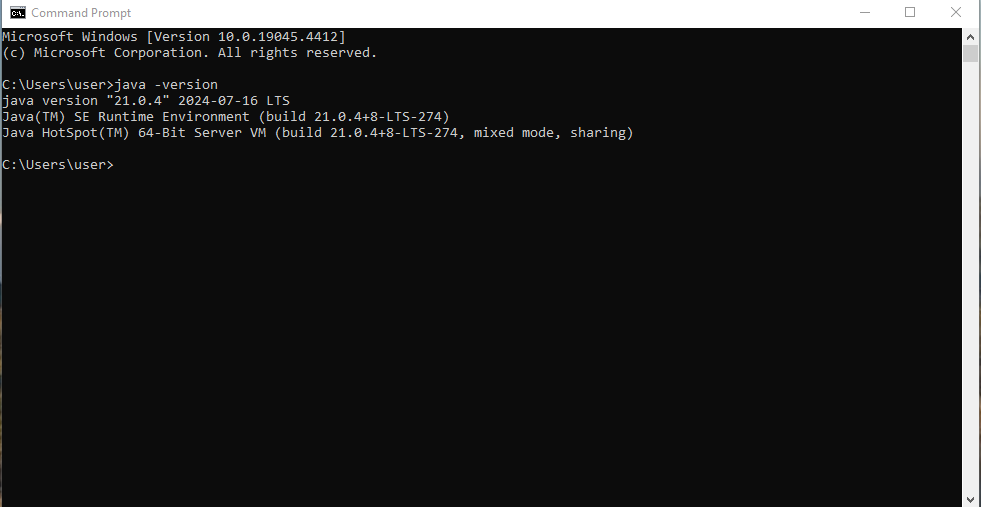 Command Prompt
Microsoft Windows [Version 10.0.19045.4412]
(c) Microsoft Corporation. All rights reserved.
C:\Users\user>java -version
java version "21.0.4" 2024-07-16 LTS
Java(TM) SE Runtime Environment (build 21.0.4+8-LTS-274)
Java HotSpot(TM) 64-Bit Server VM (build 21.0.4+8-LTS-274, mixed mode, sharing)
C:\Users\user>